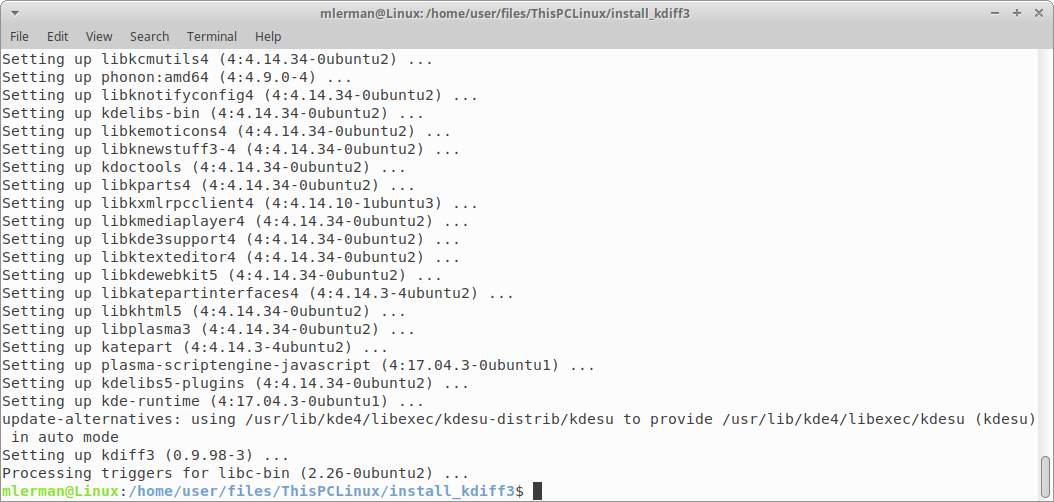 mlerman@Linux: /home/user/files/ThisPCLinux/install_kdiff3
File Edit View Search Terminal Help
Setting up libkcmutils4 (4:4.14.34-0ubuntu2) ...
Setting up phonon:amd64 (4:4.9.0-4) ...
Setting up libknotifyconfig4 (4:4.14.34-0ubuntu2) ...
Setting up kdelibs-bin (4:4.14.34-0ubuntu2) ...
Setting up libkemoticons4 (4:4.14.34-0ubuntu2) ...
Setting up libknewstuff3-4 (4:4.14.34-0ubuntu2) ...
Setting up kdoctools (4:4.14.34-0ubuntu2) ...
Setting up libkparts4 (4:4.14.34-0ubuntu2) ...
Setting up libkxmlrpcclient4 (4:4.14.10-1ubuntu3) ...
Setting up libkmediaplayer4 (4:4.14.34-0ubuntu2) ...
Setting up libkde3support4 (4:4.14.34-0ubuntu2) ...
Setting up libktexteditor4 (4:4.14.34-0ubuntu2) ...
Setting up libkdewebkit5 (4:4.14.34-0ubuntu2) ...
Setting up libkatepartinterfaces4 (4:4.14.3-4ubuntu2) ...
Setting up libkhtml5 (4:4.14.34-0ubuntu2) ...
Setting up libplasma3 (4:4.14.34-0ubuntu2) ...
Setting up katepart (4:4.14.3-4ubuntu2) ...
Setting up plasma-scriptengine-javascript (4:17.04.3-0ubuntu1) ...
Setting up kdelibs5-plugins (4:4.14.34-0ubuntu2) ...
Setting up kde-runtime (4:17.04.3-0ubuntu1) ...
update-alternatives: using /usr/lib/kde4/libexec/kdesu-distrib/kdesu to provide /usr/lib/kde4/libexec/kdesu (kdesu)
 in auto mode
Setting up kdiff3 (0.9.98-3) ...
Processing triggers for libc-bin (2.26-0ubuntu2) ...
mlerman@Linux:/home/user/files/ThisPCLinux/install_kdiff3$